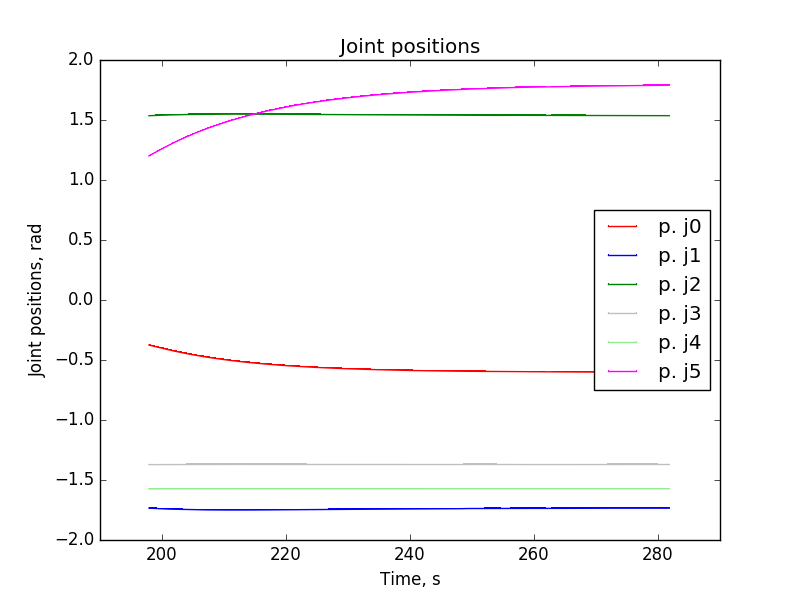 Joint positions
2.0
1.5
1.0
0.5
0.0
−0.5
−1.0
−1.5
−2.0
Joint positions, rad
p. j0
p. j1
p. j2
p. j3
p. j4
p. j5
200 220 240 260 280
Time, s